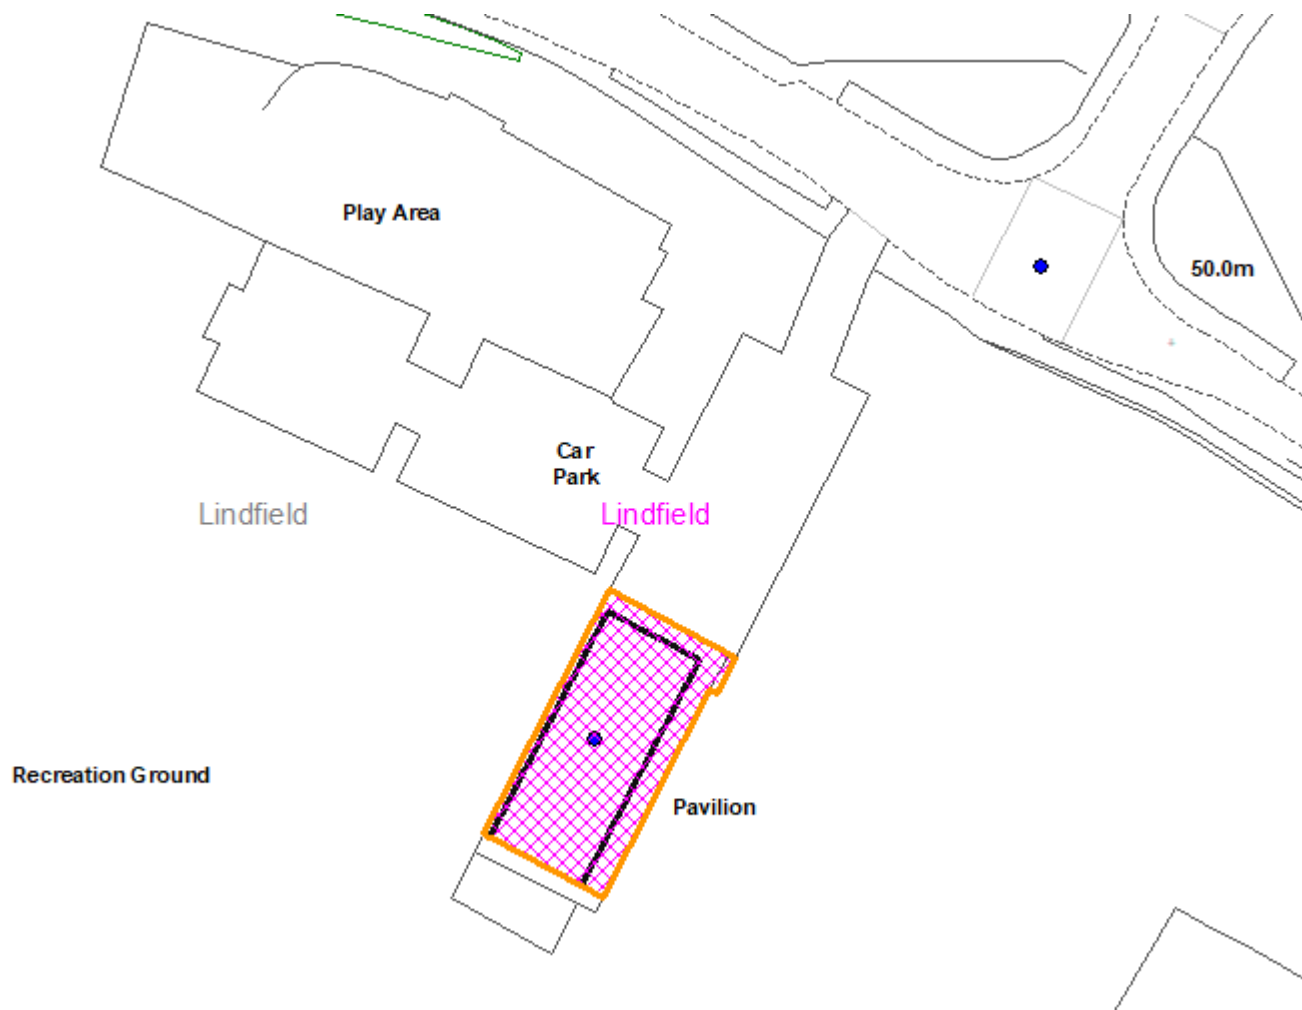 Play Area
50.0m
Car
Park
Lindfield
Lindfield
Recreation Ground
Pavilion